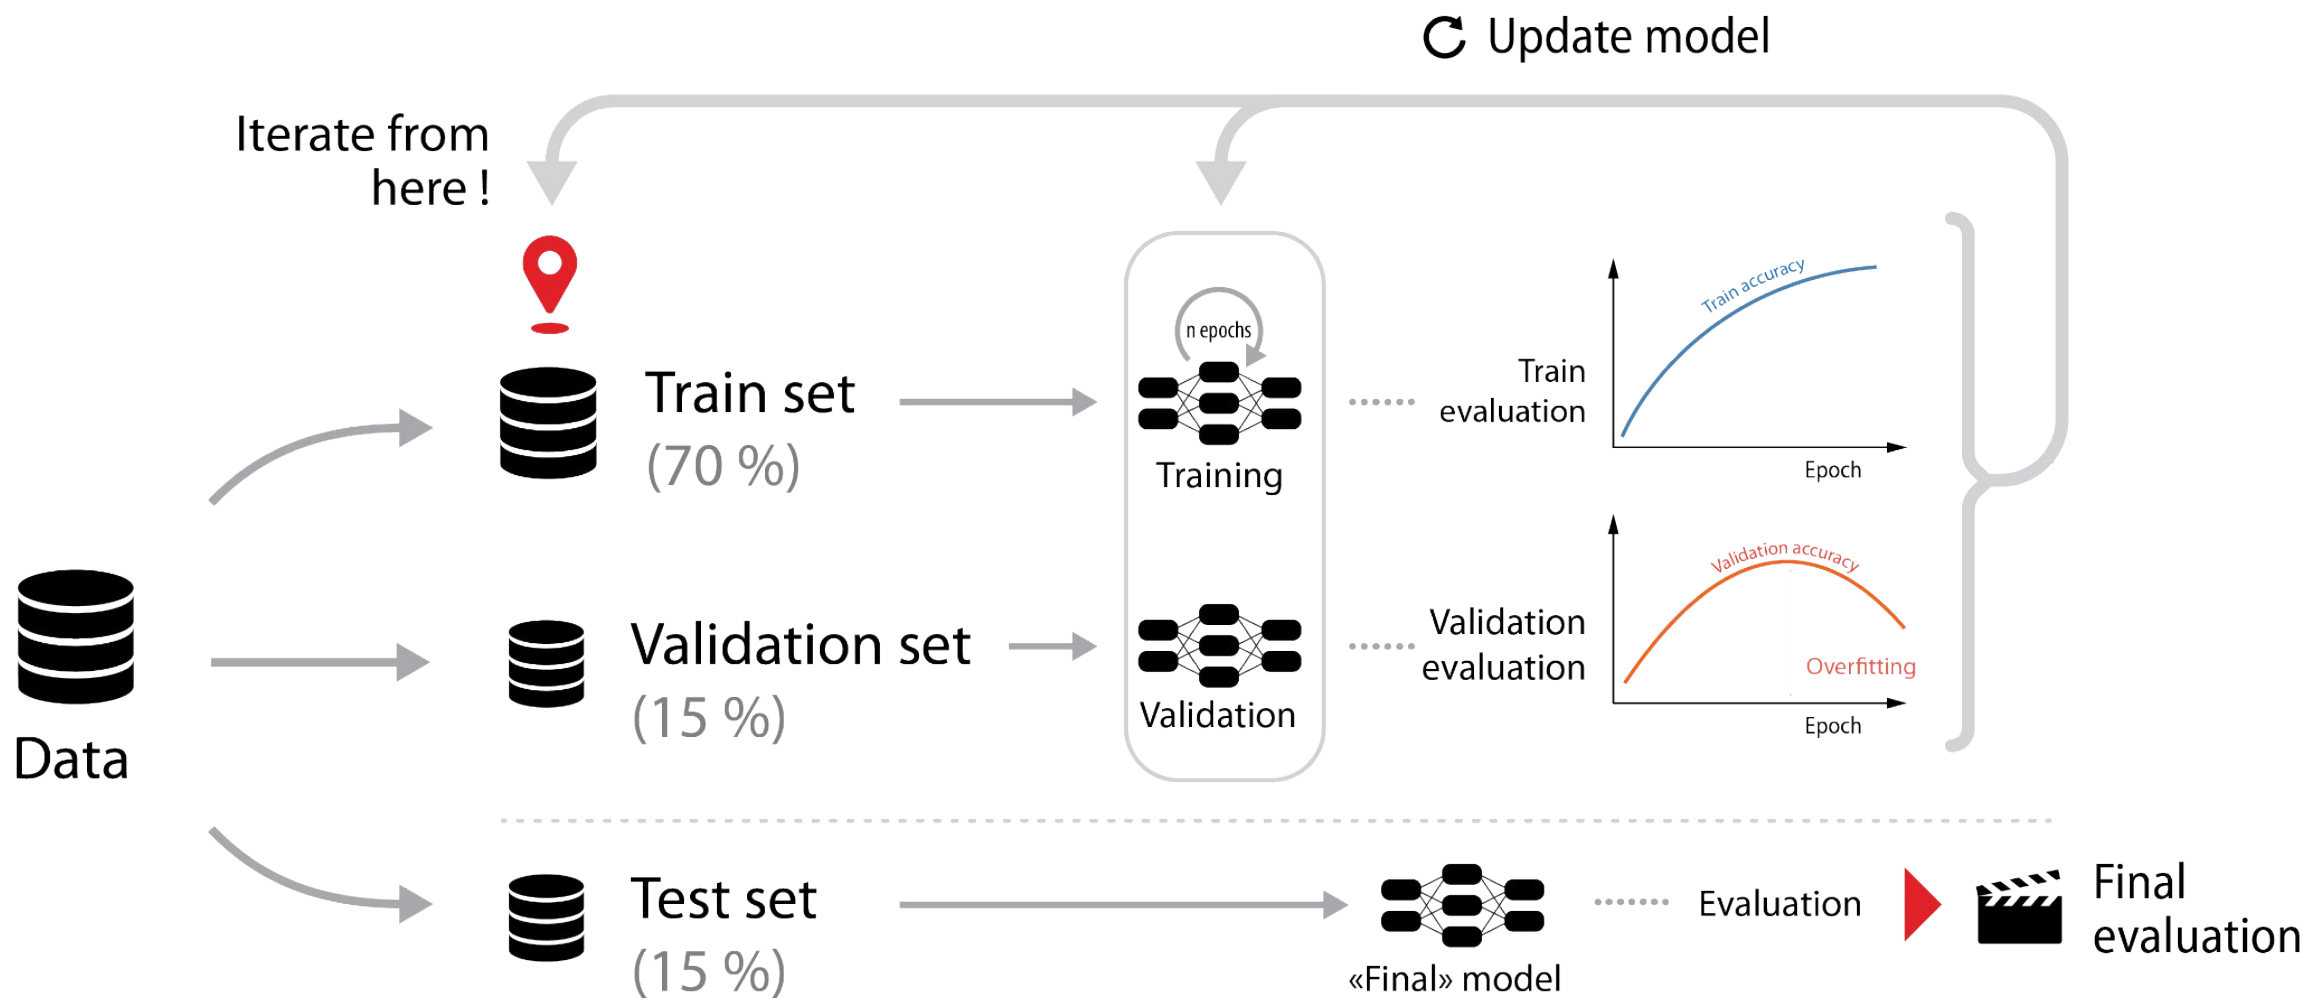 Update model
Iterate from
here !
Train accuracy
n epochs
Train
evaluation
Train set
(70 %)
Training
Epoch
Validation accuracy
Validation
evaluation
Validation set
(15 %)
Overfitting
Validation
Epoch
Data
Test set
(15 %)
«Final» model
Evaluation
Final
evaluation